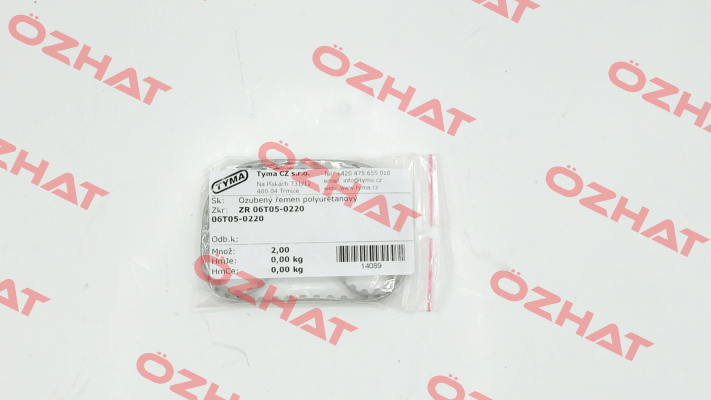 ÖZHAT
ÖZHAT
ÖZHAT
ÖZHAT
ÖZHAT
ÖZHAT
TYMA
Tyma CZ s.r.o.
Na Pískách 731/12
400 04 Trmice
tel: +420 475 655 010
email: info@tyma.cz
web: www.tyma.cz
Sk: Ozubený řemen polyuretanový
Zkr: ZR 06T05-0220
06T05-0220
Odb.k:
Množ: 2,00
HmJe: 0,00 kg
HmCe: 0,00 kg
14089
ÖZHAT
ÖZHAT
ÖZHAT
ÖZHAT